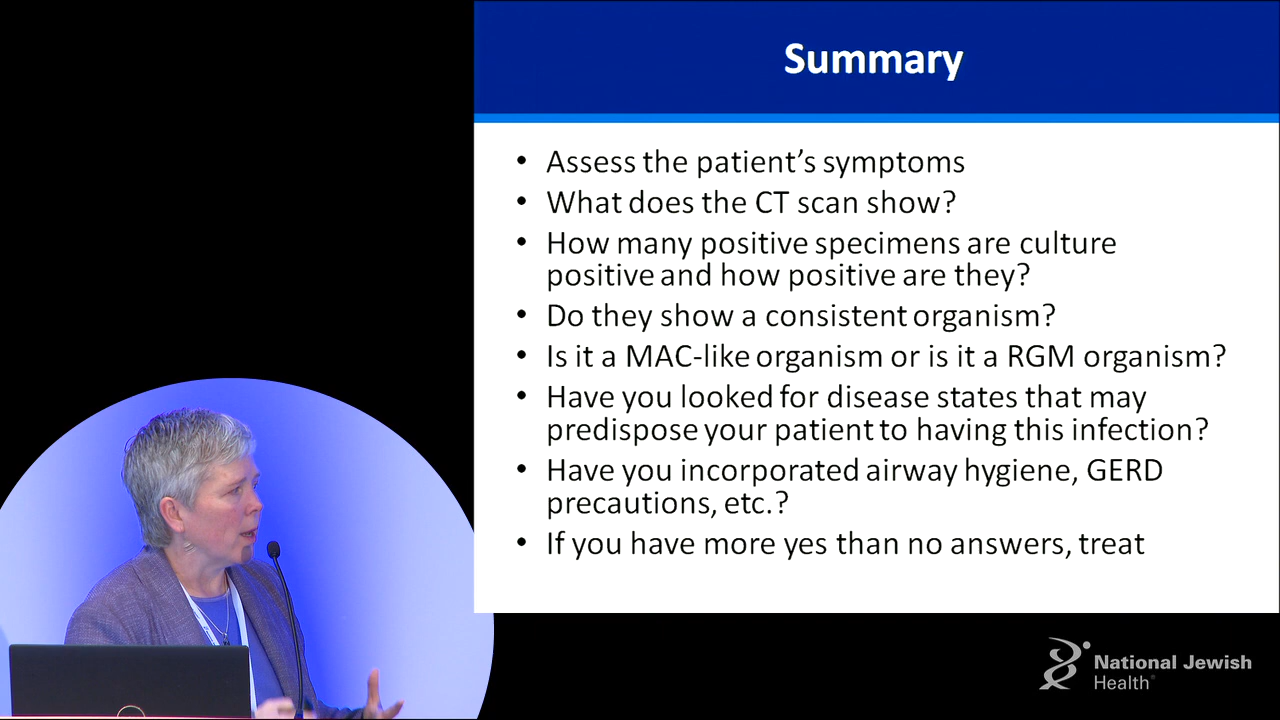 Summary
• Assess the patient's symptoms
• What does the CT scan show?
• How many positive specimens are culture
positive and how positive are they?
• Do they show a consistent organism?
• Is it a MAC-like organism or is it a RGM organism?
• Have you looked for disease states that may
predispose your patient to having this infection?
• Have you incorporated airway hygiene, GERD
precautions, etc.?
• If you have more yes than no answers, treat
National Jewish
Health®